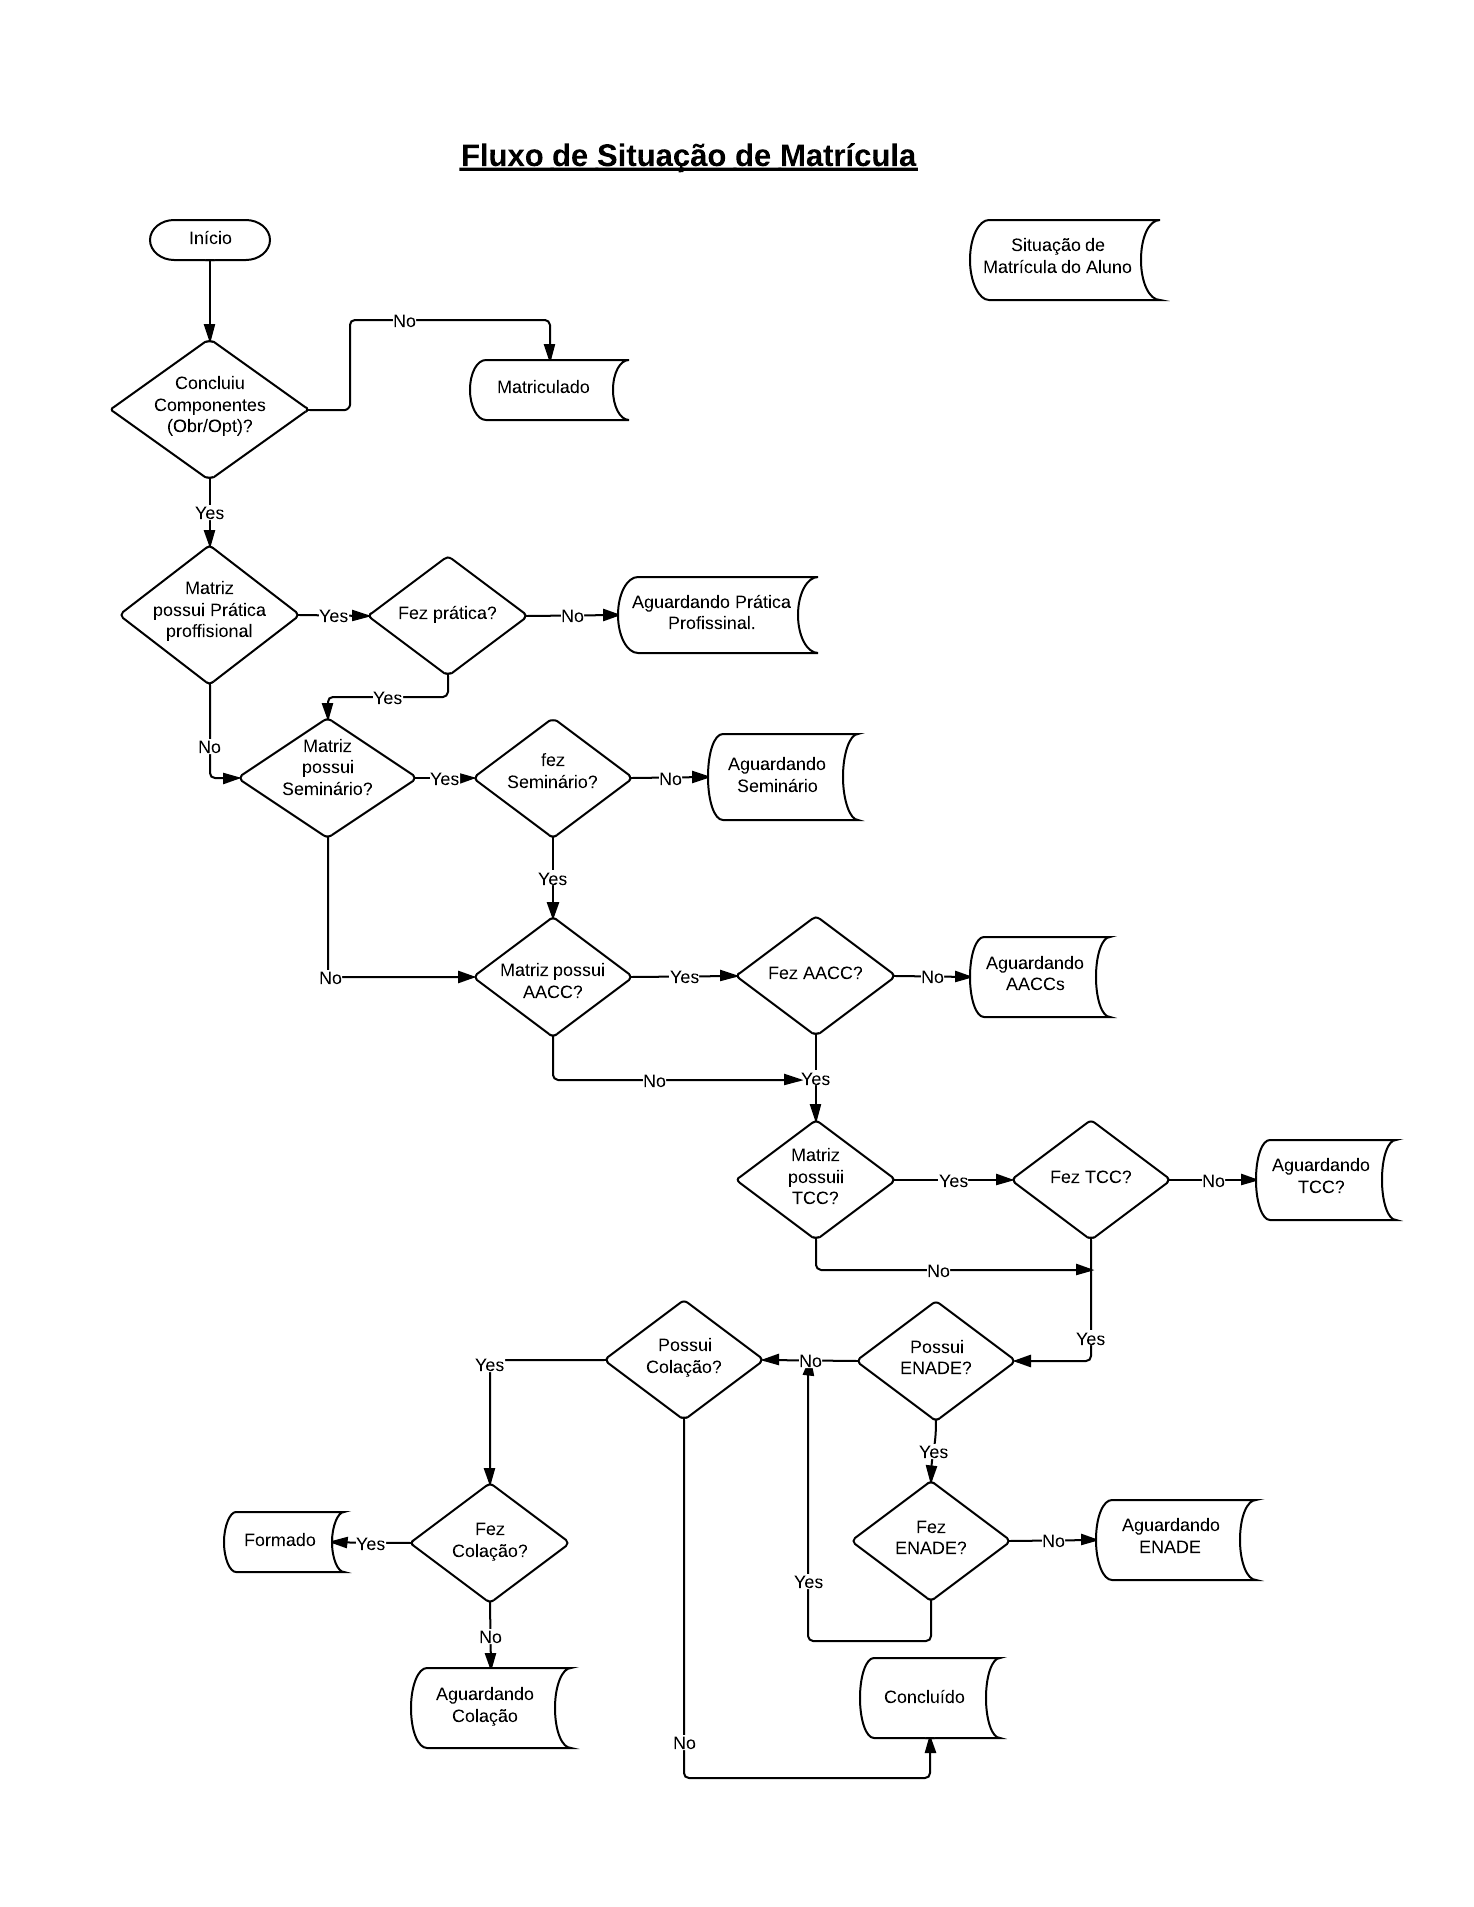 Fluxo de Situação de Matrícula
Início
Situação de
Matrícula do Aluno
No
Matriculado
Concluiu
Componentes
(Obr/Opt)?
Yes
Matriz
possui Prática
proffisional
Yes
Fez prática?
No
Aguardando Prática
Profissinal.
Yes
No
Matriz
possui
Seminário?
Yes
fez
Seminário?
No
Aguardando
Seminário
Yes
No
Matriz possui
AACC?
Yes
Fez AACC?
No
Aguardando
AACCs
No
Yes
Matriz
possuii
TCC?
Yes
Fez TCC?
No
Aguardando
TCC?
No
Yes
Possui
ENADE?
No
Possui
Colação?
Yes
Yes
Fez
ENADE?
No
Aguardando
ENADE
Yes
Fez
Colação?
Yes
Formado
No
Aguardando
Colação
No
Concluído